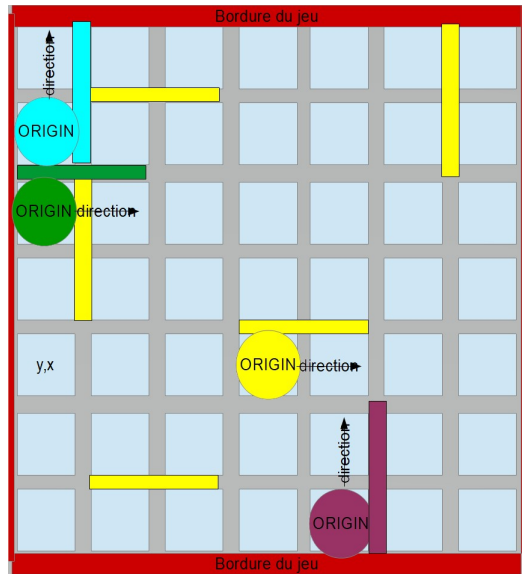 Bordure du jeu
direction
ORIGIN
ORIGIN direction
y,x
ORIGIN direction
direction
ORIGIN
Bordure du jeu